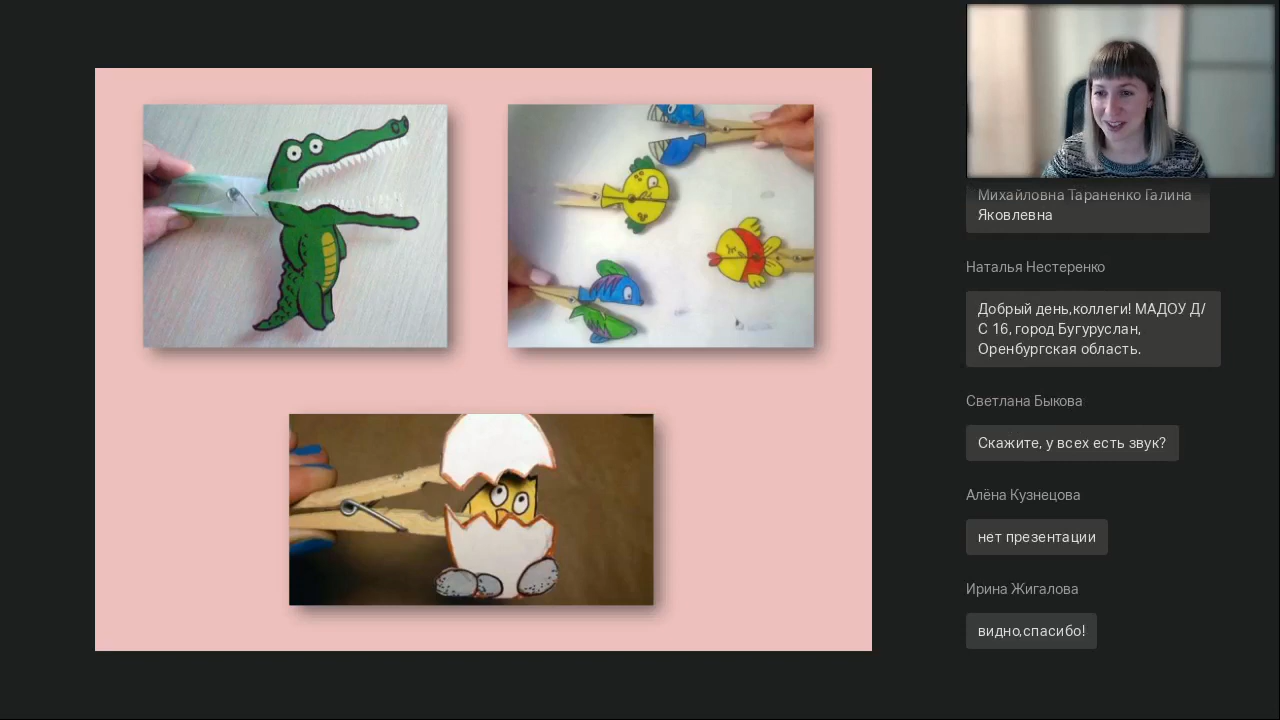 Михайловна Тараненко Галина
Яковлевна
Наталья Нестеренко
Добрый день,коллеги! МАДОУ Д/
С 16, город Бугуруслан,
Оренбургская область.
Светлана Быкова
Скажите, у всех есть звук?
Алёна Кузнецова
нет презентации
Ирина Жигалова
видно,спасибо!